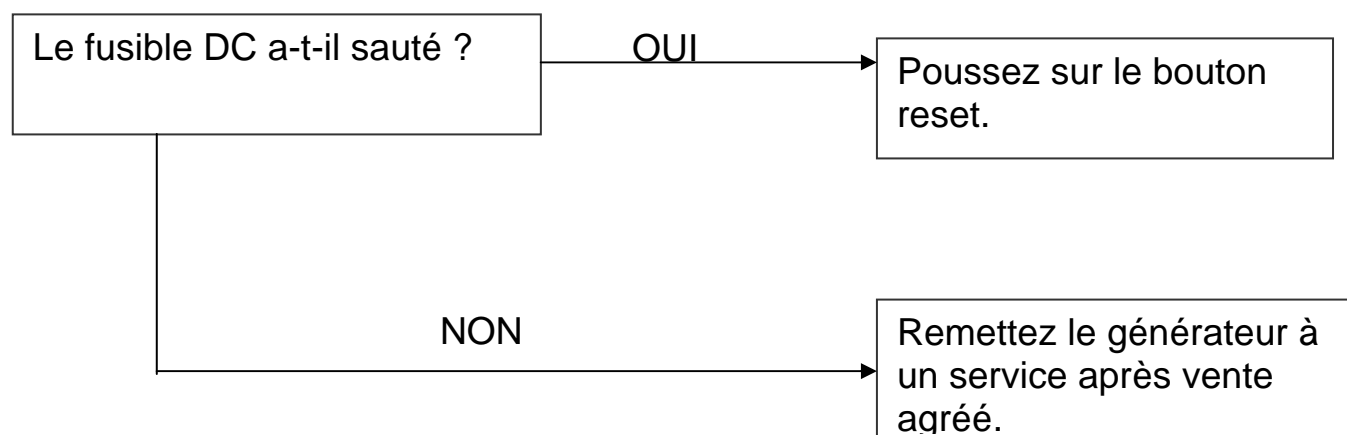 Le fusible DC a-t-il sauté ?
OUI
Poussez sur le bouton
reset.
NON
Remettez le générateur à
un service après vente
agréé.